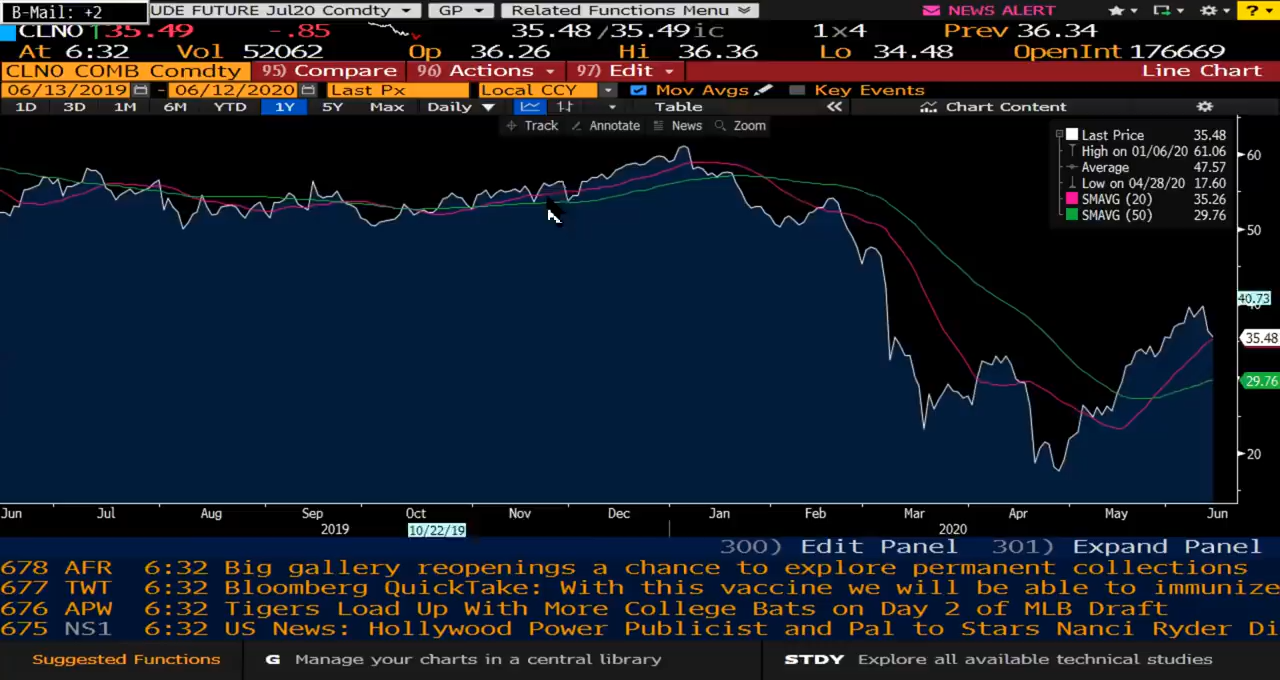 B-Mail: +2 UDE FUTURE Jul20 Comdty GP Related Functions Menu NEWS ALERT ?
CLN0 ↑35.49 -.85 35.48/35.49ic 1x4 Prev 36.34
At 6:32 Vol 52062 Op 36.26 Hi 36.36 Lo 34.48 OpenInt 176669
CLN0 COMB Comdty 95) Compare 96) Actions 97) Edit Line Chart
06/13/2019 - 06/12/2020 Last Px Local CCY Mov Avgs Key Events
1D 3D 1M 6M YTD 1Y 5Y Max Daily Table « Chart Content
Track Annotate News Zoom
Last Price 35.48
High on 01/06/20 61.06
Average 47.57
Low on 04/28/20 17.60
SMAVG (20) 35.26
SMAVG (50) 29.76
60
50
40.73
35.48
29.76
20
Jun Jul Aug Sep Oct Nov Dec Jan Feb Mar Apr May Jun
2019 10/22/19 2020
300) Edit Panel 301) Expand Panel
678 AFR 6:32 Big gallery reopenings a chance to explore permanent collections
677 TWT 6:32 Bloomberg QuickTake: With this vaccine we will be able to immunize
676 APW 6:32 Tigers Load Up With More College Bats on Day 2 of MLB Draft
675 NS1 6:32 US News: Hollywood Power Publicist and Pal to Stars Nanci Ryder Di
Suggested Functions G Manage your charts in a central library STDY Explore all available technical studies